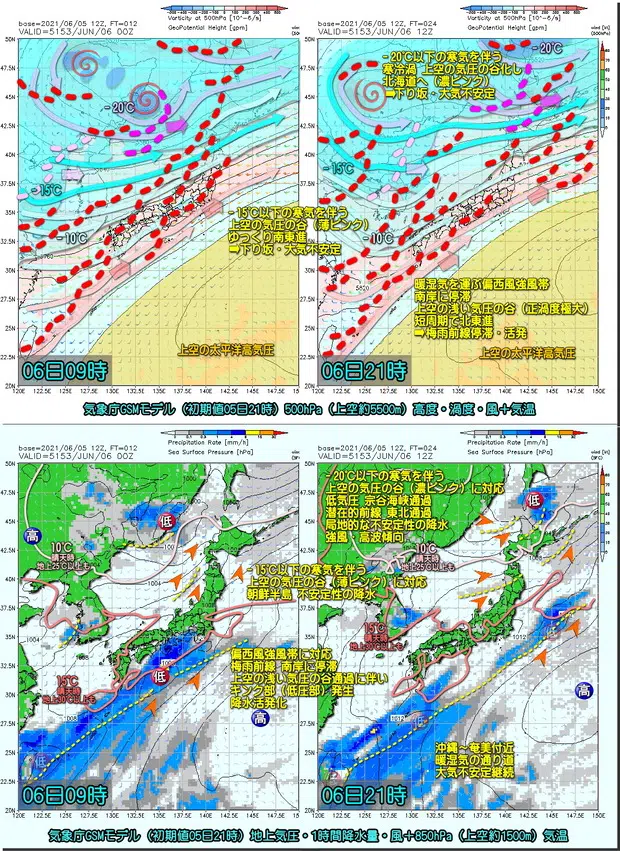 base=2021/06/05 12Z, FT=012
VALID=5153/JUN/06 00Z
Vorticity at 500hPa [10^-6/s]
GeoPotential Height [gpm]
-20℃
-15℃
-10℃
-15℃以下の寒気を伴う
上空の気圧の谷(薄ピンク)
ゆっくり南東進
➡下り坂・大気不安定
上空の太平洋高気圧
06日09時
base=2021/06/05 12Z, FT=024
VALID=5153/JUN/06 12Z
Vorticity at 500hPa [10^-6/s]
GeoPotential Height [gpm]
-20℃以下の寒気を伴う
寒冷渦 上空の気圧の谷化し
北海道へ(濃ピンク)
➡下り坂・大気不安定
-20℃
-15℃
-10℃
暖湿気を運ぶ偏西風強風帯
南岸に停滞
上空の浅い気圧の谷(正渦度極大)
短周期で北東進
➡梅雨前線停滞・活発
上空の太平洋高気圧
06日21時
気象庁GSMモデル(初期値05日21時)500hPa(上空約5500m)高度・渦度・風+気温
base=2021/06/05 12Z, FT=012
VALID=5153/JUN/06 00Z
Precipitation Rate [mm/h]
Sea Surface Pressure [hPa]
高
低
10℃
晴天時
地上25℃以上も
-15℃以下の寒気を伴う
上空の気圧の谷(薄ピンク)に対応
朝鮮半島 不安定性の降水
偏西風強風帯に対応
梅雨前線 南岸に停滞
上空の浅い気圧の谷通過に伴い
キンク部(低圧部)発生
降水活発化
15℃
晴天時
地上30℃以上も
低
高
低
06日09時
base=2021/06/05 12Z, FT=024
VALID=5153/JUN/06 12Z
Precipitation Rate [mm/h]
Sea Surface Pressure [hPa]
-20℃以下の寒気を伴う
上空の気圧の谷(濃ピンク)に対応
低気圧 宗谷海峡通過
潜在的前線 東北通過
局地的な不安定性の降水
強風、高波傾向
低
10℃
晴天時
地上25℃以上も
15℃
晴天時
地上30℃以上も
低
高
低
沖縄～奄美付近
暖湿気の通り道
大気不安定継続
06日21時
気象庁GSMモデル(初期値05日21時)地上気圧・1時間降水量・風+850hPa(上空約1500m)気温